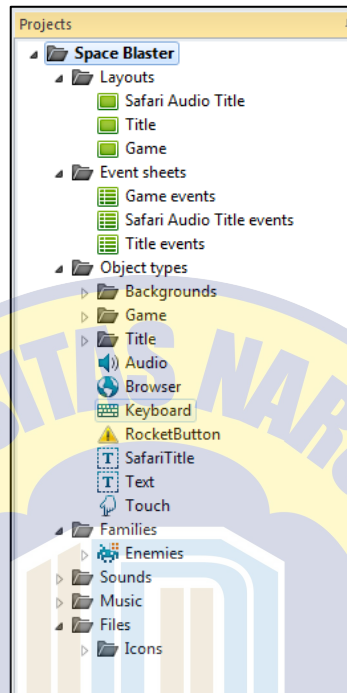 Projects
Space Blaster
Layouts
Safari Audio Title
Title
Game
Event sheets
Game events
Safari Audio Title events
Title events
Object types
Backgrounds
Game
Title
Audio
Browser
Keyboard
RocketButton
SafariTitle
Text
Touch
Families
Enemies
Sounds
Music
Files
Icons